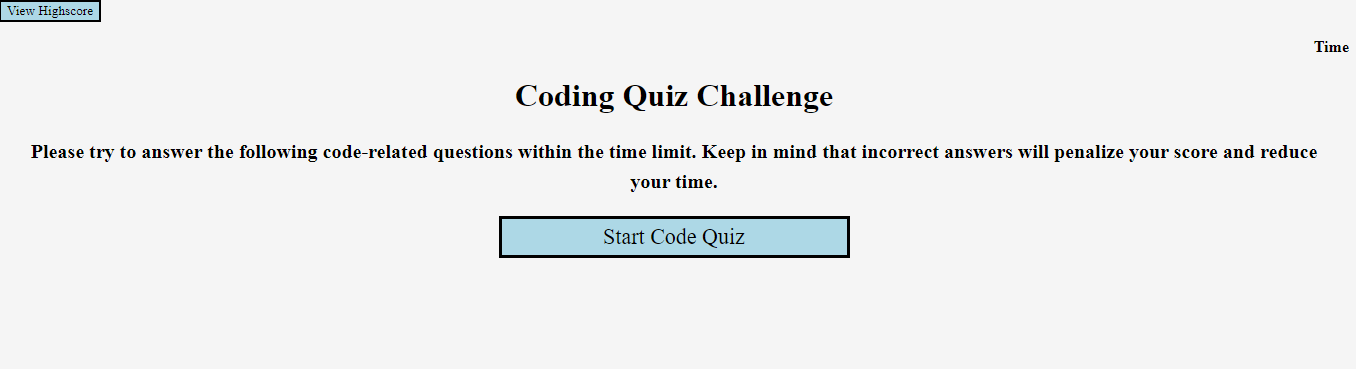 View Highscore
Time
Coding Quiz Challenge
Please try to answer the following code-related questions within the time limit. Keep in mind that incorrect answers will penalize your score and reduce
your time.
Start Code Quiz